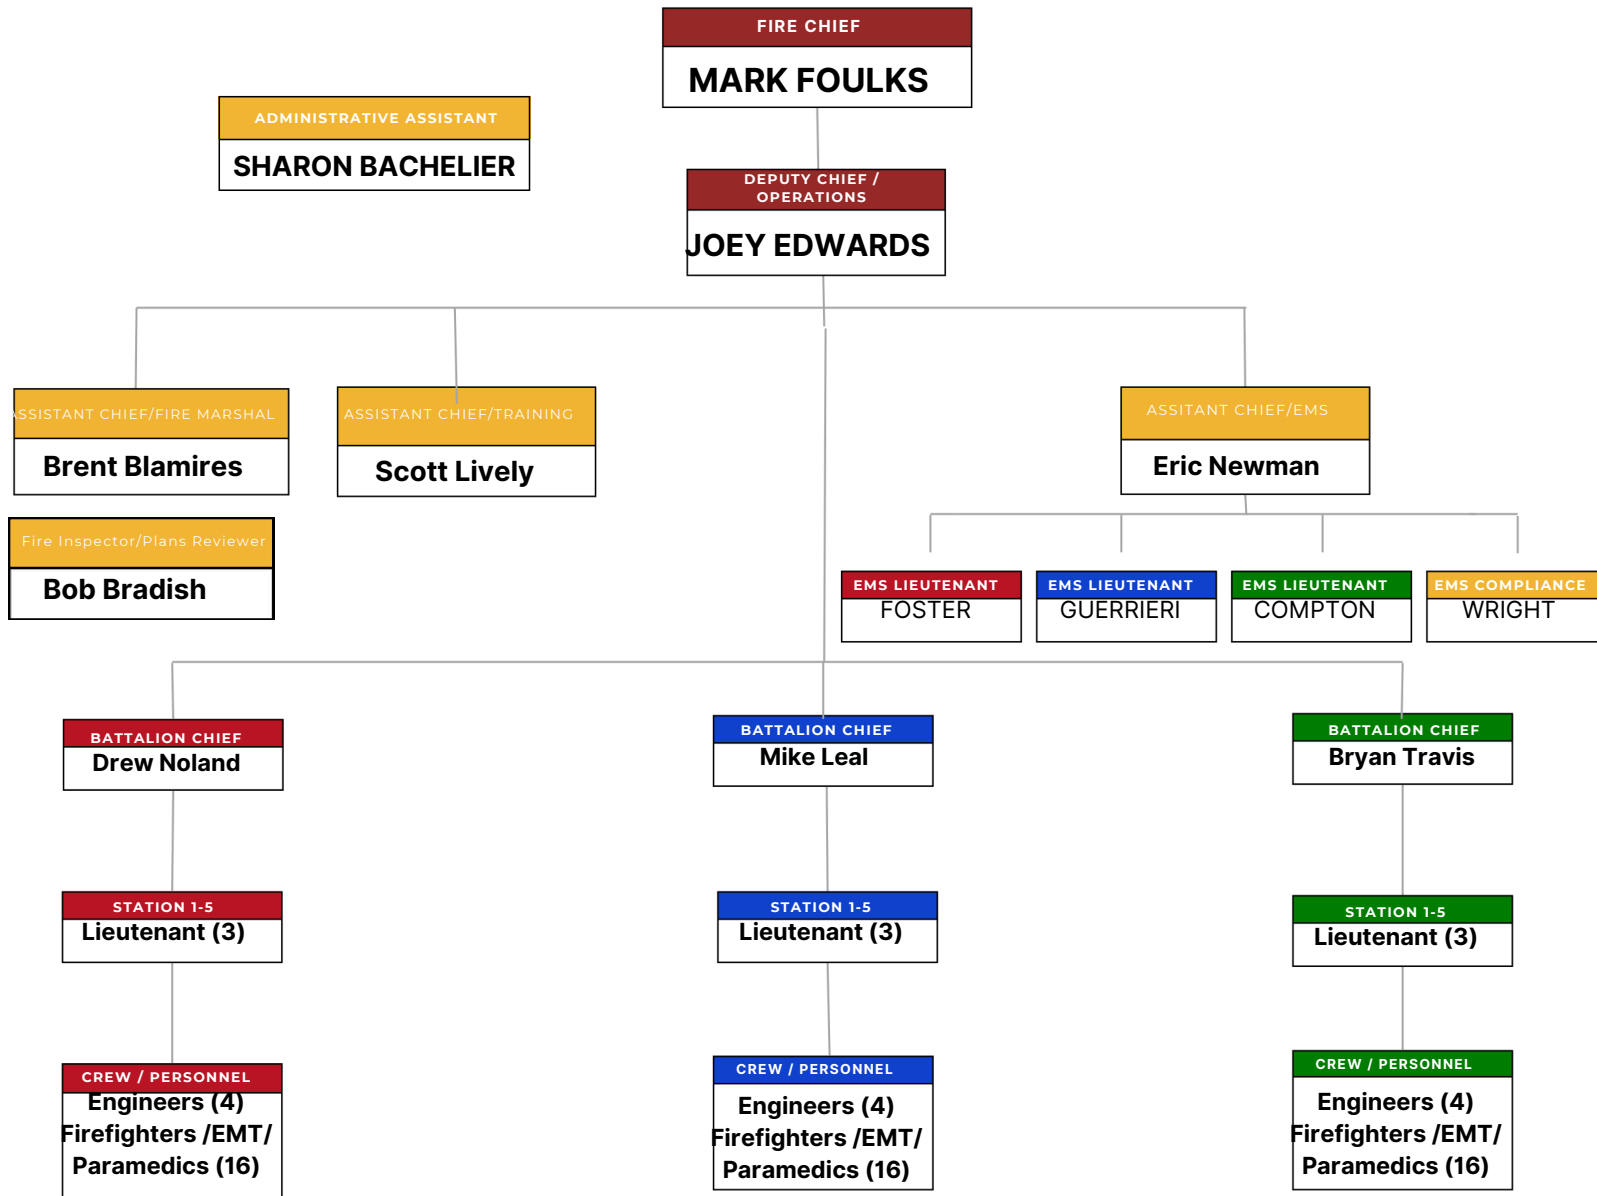 FIRE CHIEF
MARK FOULKS
ADMINISTRATIVE ASSISTANT
SHARON BACHELIER
DEPUTY CHIEF /
OPERATIONS
JOEY EDWARDS
ASSISTANT CHIEF/FIRE MARSHAL
Brent Blamires
ASSISTANT CHIEF/TRAINING
Scott Lively
ASSITANT CHIEF/EMS
Eric Newman
Fire Inspector/Plans Reviewer
Bob Bradish
EMS LIEUTENANT
FOSTER
EMS LIEUTENANT
GUERRIERI
EMS LIEUTENANT
COMPTON
EMS COMPLIANCE
WRIGHT
BATTALION CHIEF
Drew Noland
BATTALION CHIEF
Mike Leal
BATTALION CHIEF
Bryan Travis
STATION 1-5
Lieutenant (3)
STATION 1-5
Lieutenant (3)
STATION 1-5
Lieutenant (3)
CREW / PERSONNEL
Engineers (4)
Firefighters /EMT/
Paramedics (16)
CREW / PERSONNEL
Engineers (4)
Firefighters /EMT/
Paramedics (16)
CREW / PERSONNEL
Engineers (4)
Firefighters /EMT/
Paramedics (16)